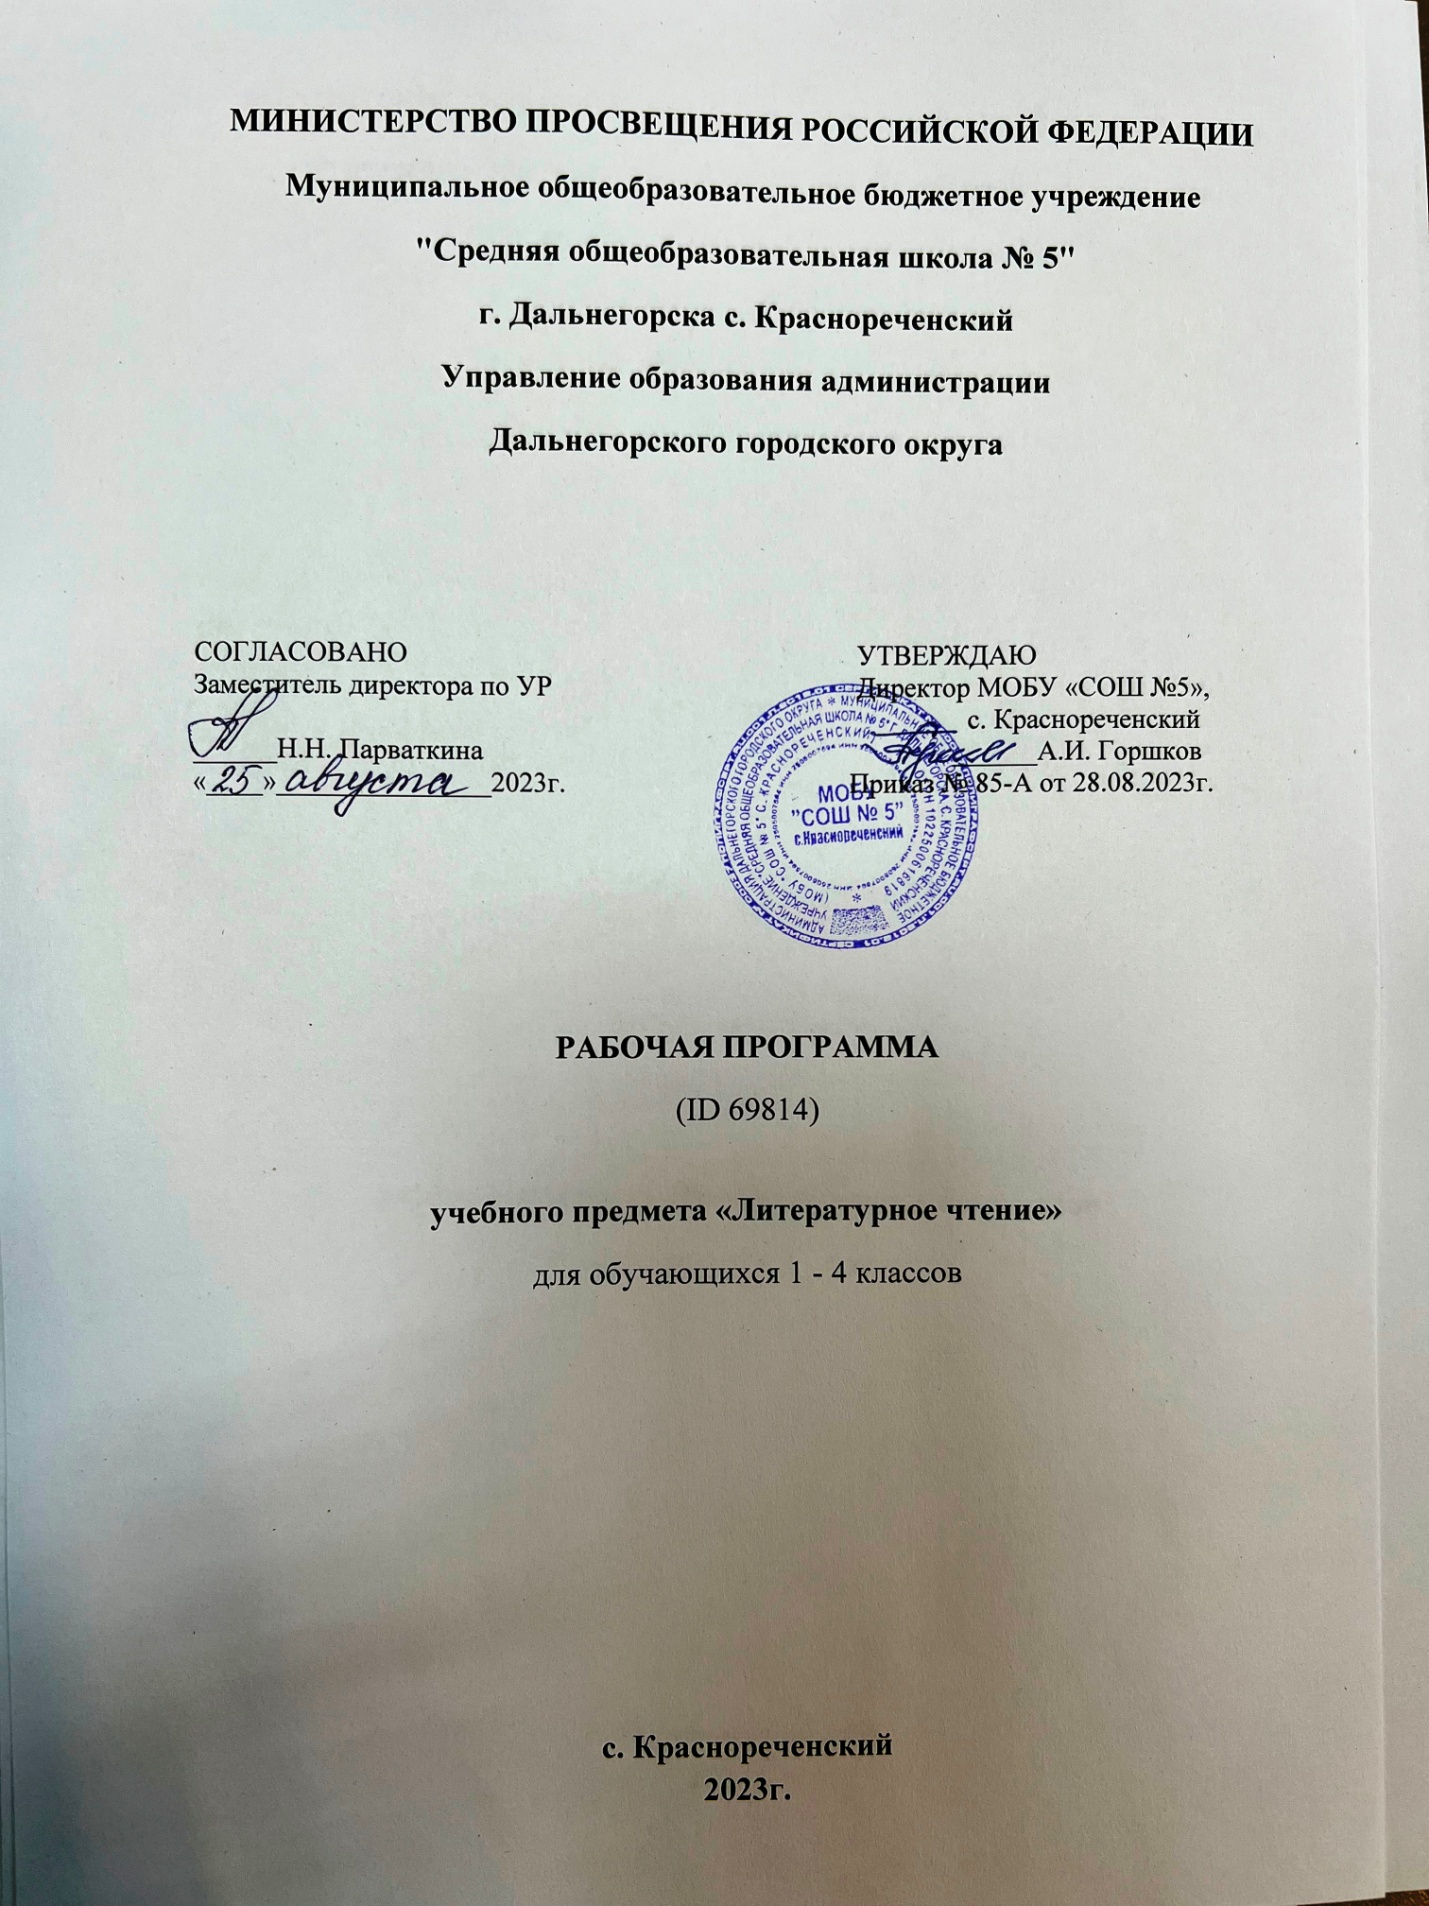 МИНИСТЕРСТВО ПРОСВЕЩЕНИЯ РОССИЙСКОЙ ФЕДЕРАЦИИ
Муниципальное общеобразовательное бюджетное учреждение
"Средняя общеобразовательная школа № 5"
г. Дальнегорска с. Краснореченский
Управление образования администрации
Дальнегорского городского округа
СОГЛАСОВАНО
Заместитель директора по УР
Н.Н. Парваткина
«25» августа 2023г.
УТВЕРЖДАЮ
Директор МОБУ «СОШ №5»,
с. Краснореченский
А.И. Горшков
Приказ № 85-А от 28.08.2023г.
МОБУ
"СОШ № 5"
с.Краснореченский
РАБОЧАЯ ПРОГРАММА
(ID 69814)
учебного предмета «Литературное чтение»
для обучающихся 1 - 4 классов
с. Краснореченский
2023г.